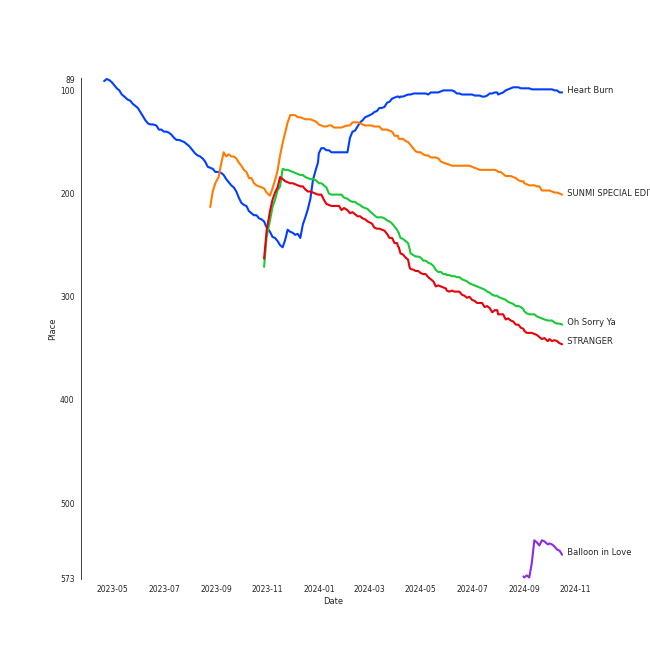 89
100
Heart Burn
200
SUNMI SPECIAL EDI
300
Oh Sorry Ya
Place
STRANGER
400
500
Balloon in Love
573
2023-05 2023-07 2023-09 2023-11 2024-01 2024-03 2024-05 2024-07 2024-09 2024-11
Date